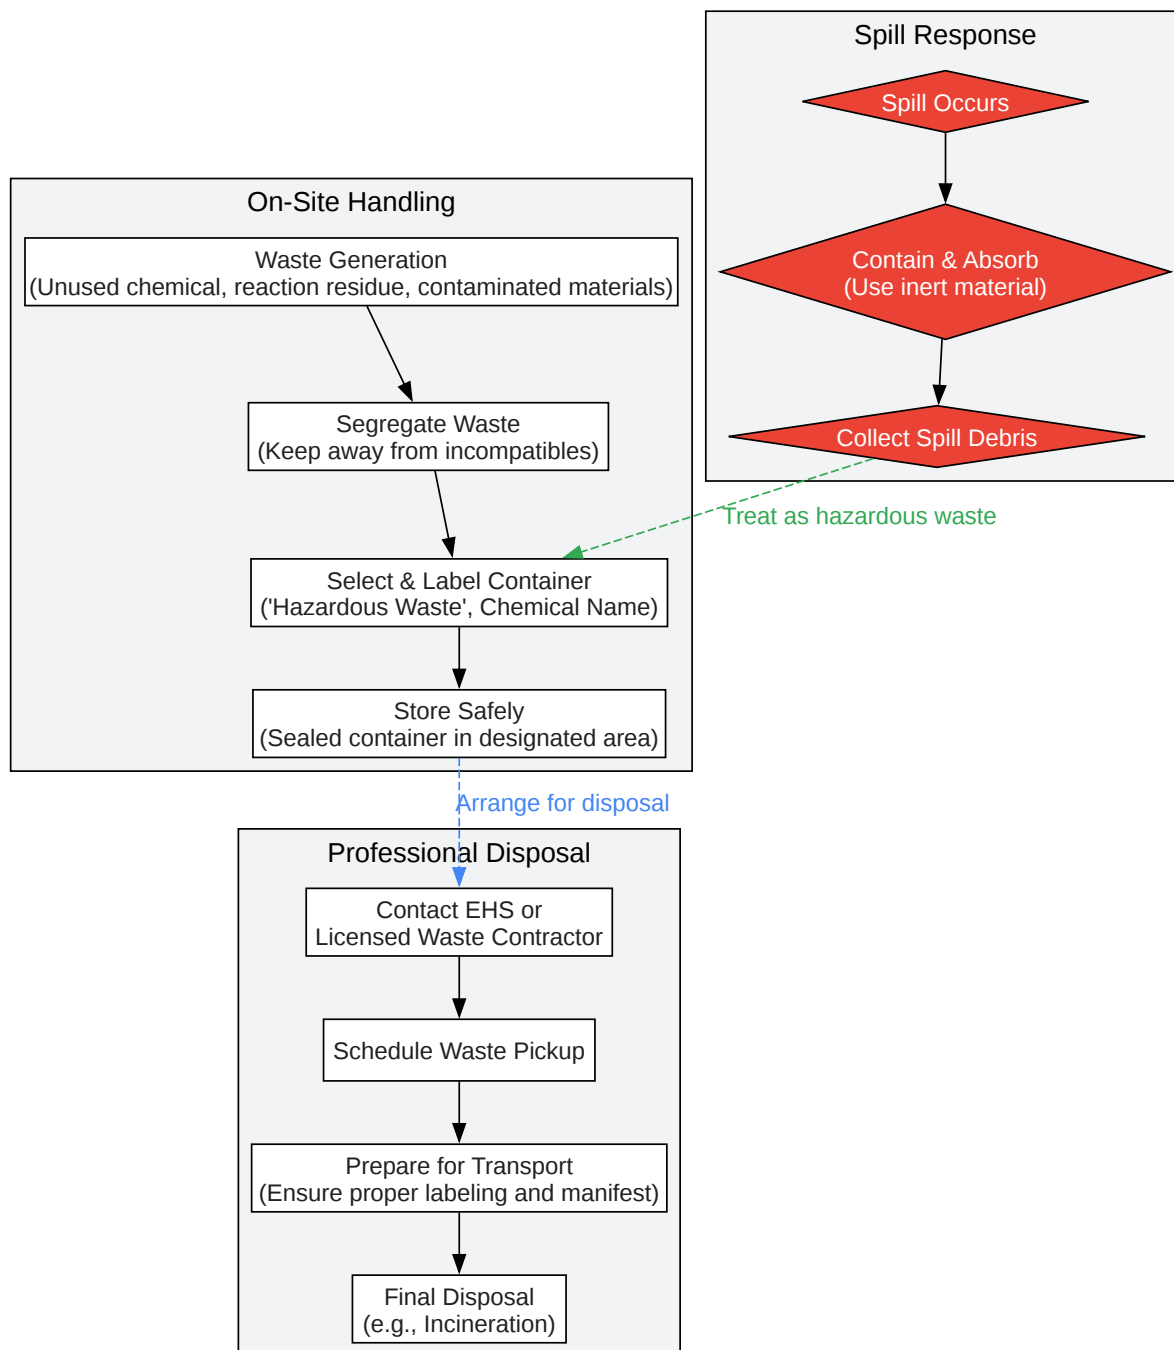 Spill Response
Spill Occurs
Contain & Absorb
(Use inert material)
Collect Spill Debris
Treat as hazardous waste
On-Site Handling
Waste Generation
(Unused chemical, reaction residue, contaminated materials)
Segregate Waste
(Keep away from incompatibles)
Select & Label Container
('Hazardous Waste', Chemical Name)
Store Safely
(Sealed container in designated area)
Arrange for disposal
Professional Disposal
Contact EHS or
Licensed Waste Contractor
Schedule Waste Pickup
Prepare for Transport
(Ensure proper labeling and manifest)
Final Disposal
(e.g., Incineration)